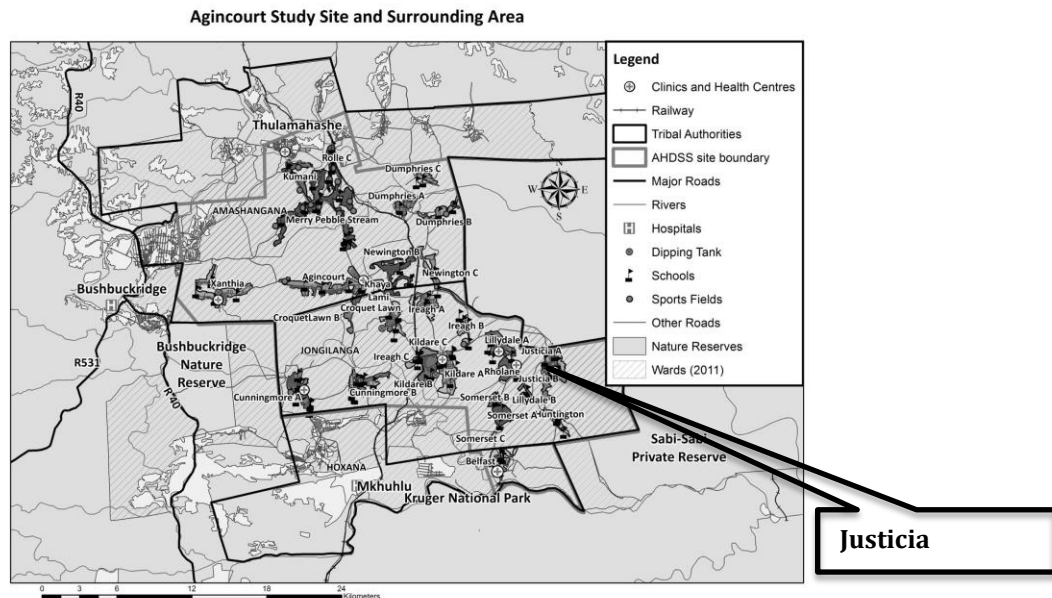 Agincourt Study Site and Surrounding Area
R40
Thulamahashe
Rolle C
Kumani
Dumphries C
Dumphries A
Dumphries B
AMASHANGANA
Merry Pebble Stream
N
W
E
S
Newington B
Newington C
Xanthia
Agincourt
Khaya
Lami
Bushbuckridge
H
Croquet Lawn
Ireagh A
CroquetLawn B
Ireagh B
Bushbuckridge
Nature
Reserve
R531
R 40
JONGILANGA
Kildare C
Lillydale A
Justicia A
Ireagh C
Kildare A
Rholane
Justicia B
Kildare B
Cunningmore A
Cunningmore B
Somerset B
Lillydale B
Somerset A
Huntington
Somerset C
Belfast
HOXANA
Mkhuhlu
H
Kruger National Park
Sabi-Sabi
Private Reserve
Legend
Clinics and Health Centres
Railway
Tribal Authorities
AHDSS site boundary
Major Roads
Rivers
H Hospitals
Dipping Tank
Schools
Sports Fields
Other Roads
Nature Reserves
Wards (2011)
Justicia
0 3 6 12 18 24
Kilometers